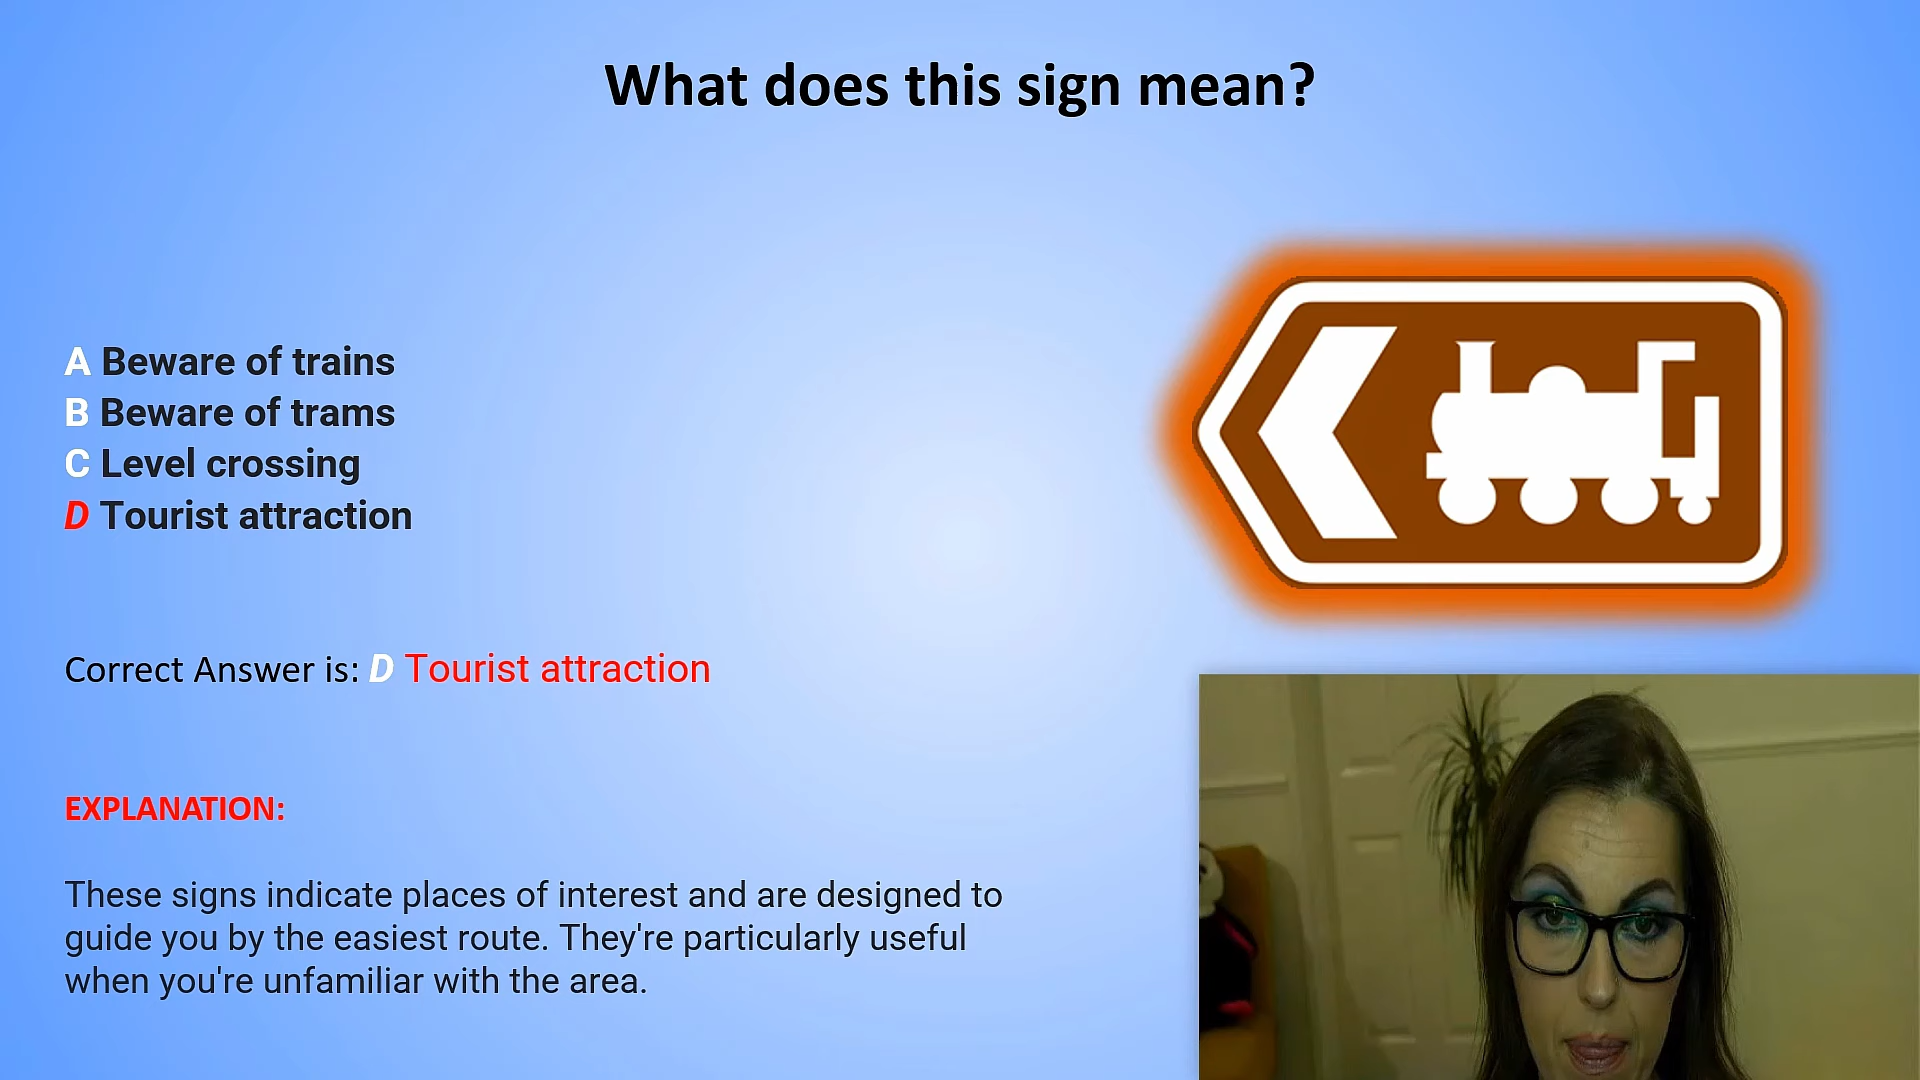 What does this sign mean?
A Beware of trains
B Beware of trams
C Level crossing
D Tourist attraction
Correct Answer is: D Tourist attraction
EXPLANATION:
These signs indicate places of interest and are designed to
guide you by the easiest route. They're particularly useful
when you're unfamiliar with the area.